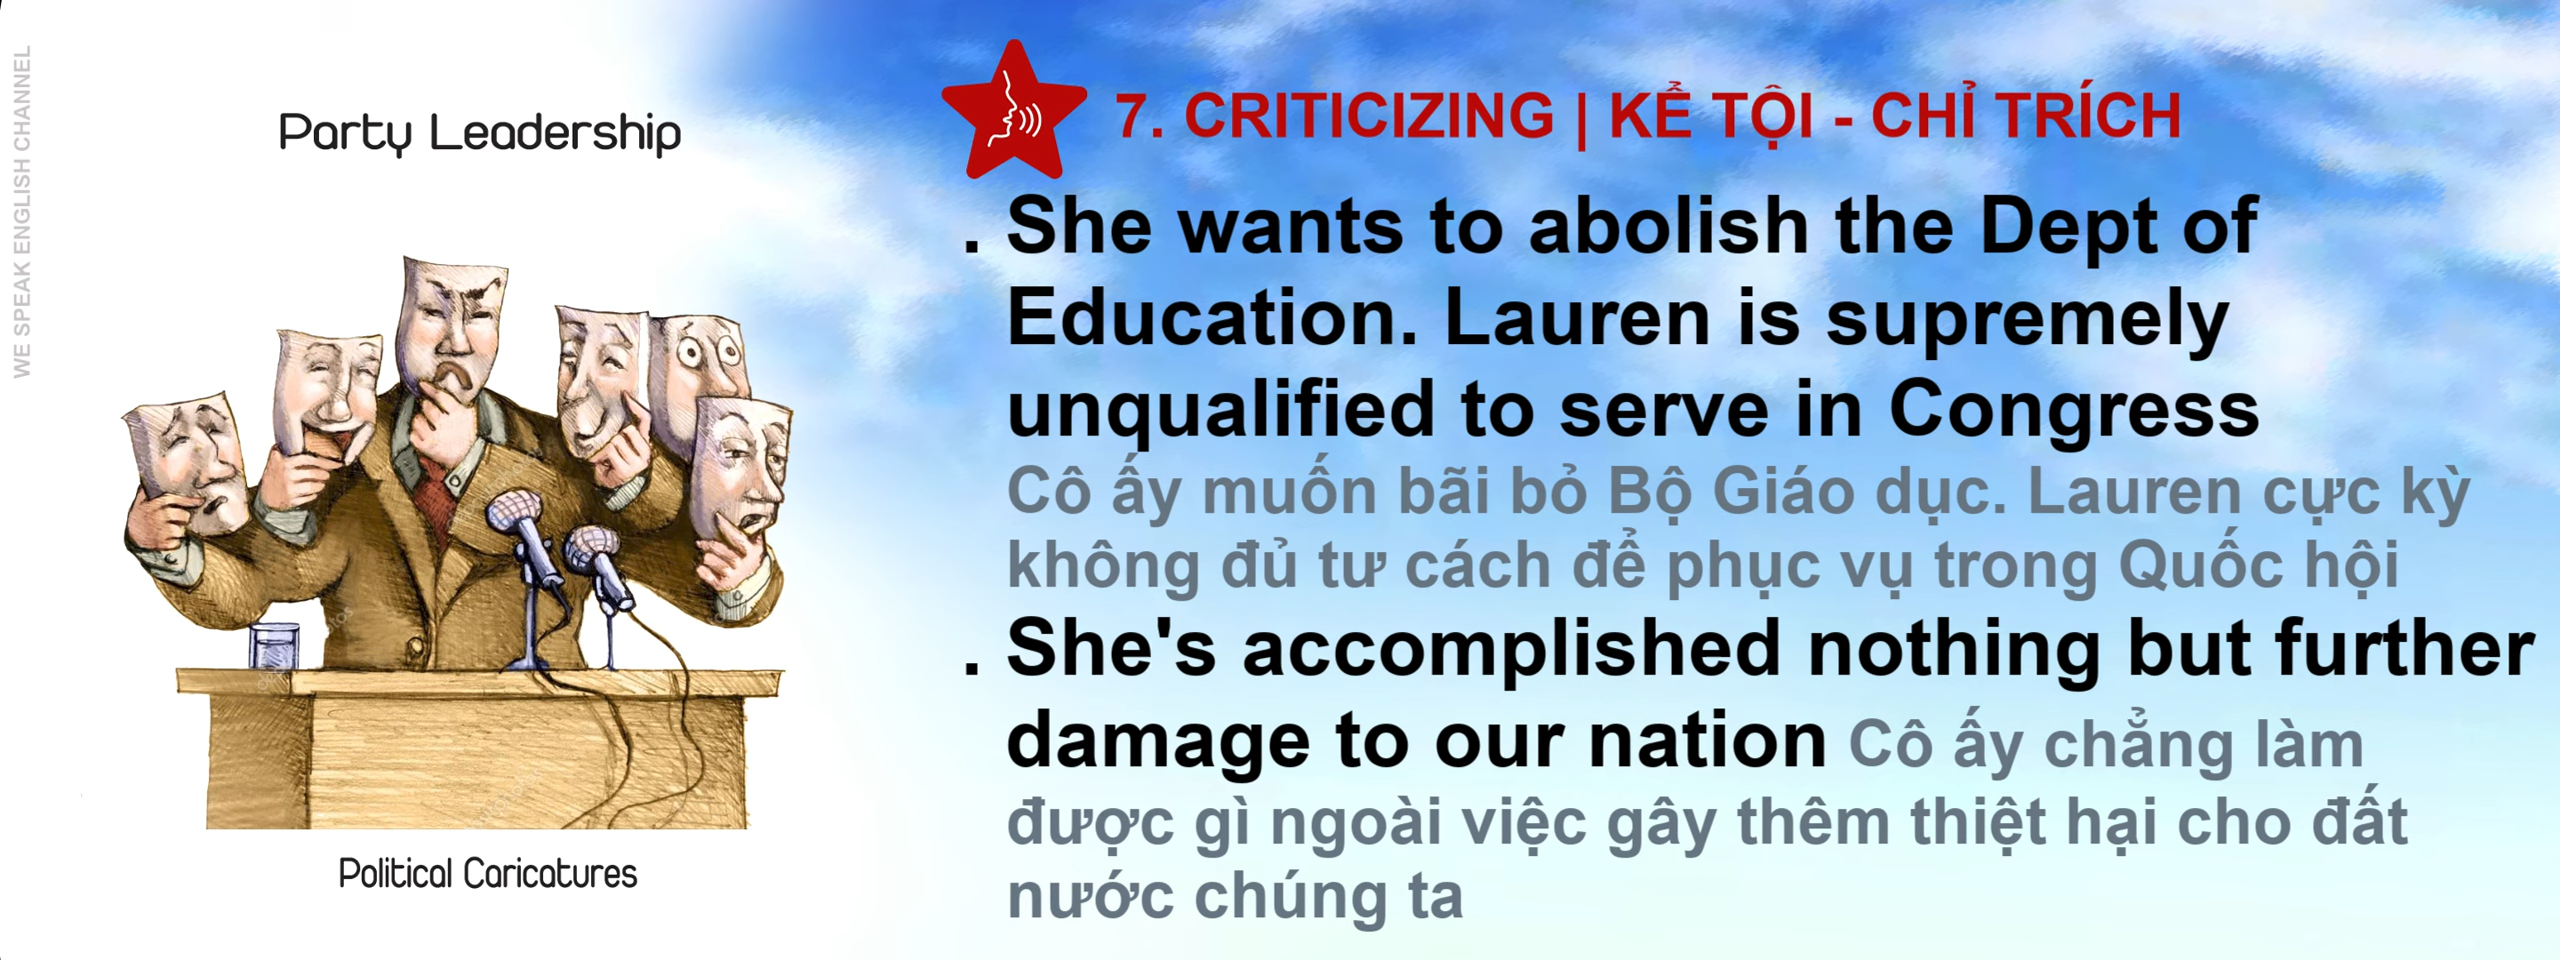 WE SPEAK ENGLISH CHANNEL
Party Leadership
Political Caricatures
7. CRITICIZING | KỂ TỘI - CHỈ TRÍCH
. She wants to abolish the Dept of
Education. Lauren is supremely
unqualified to serve in Congress
Cô ấy muốn bãi bỏ Bộ Giáo dục. Lauren cực kỳ
không đủ tư cách để phục vụ trong Quốc hội
. She's accomplished nothing but further
damage to our nation Cô ấy chẳng làm
được gì ngoài việc gây thêm thiệt hại cho đất
nước chúng ta